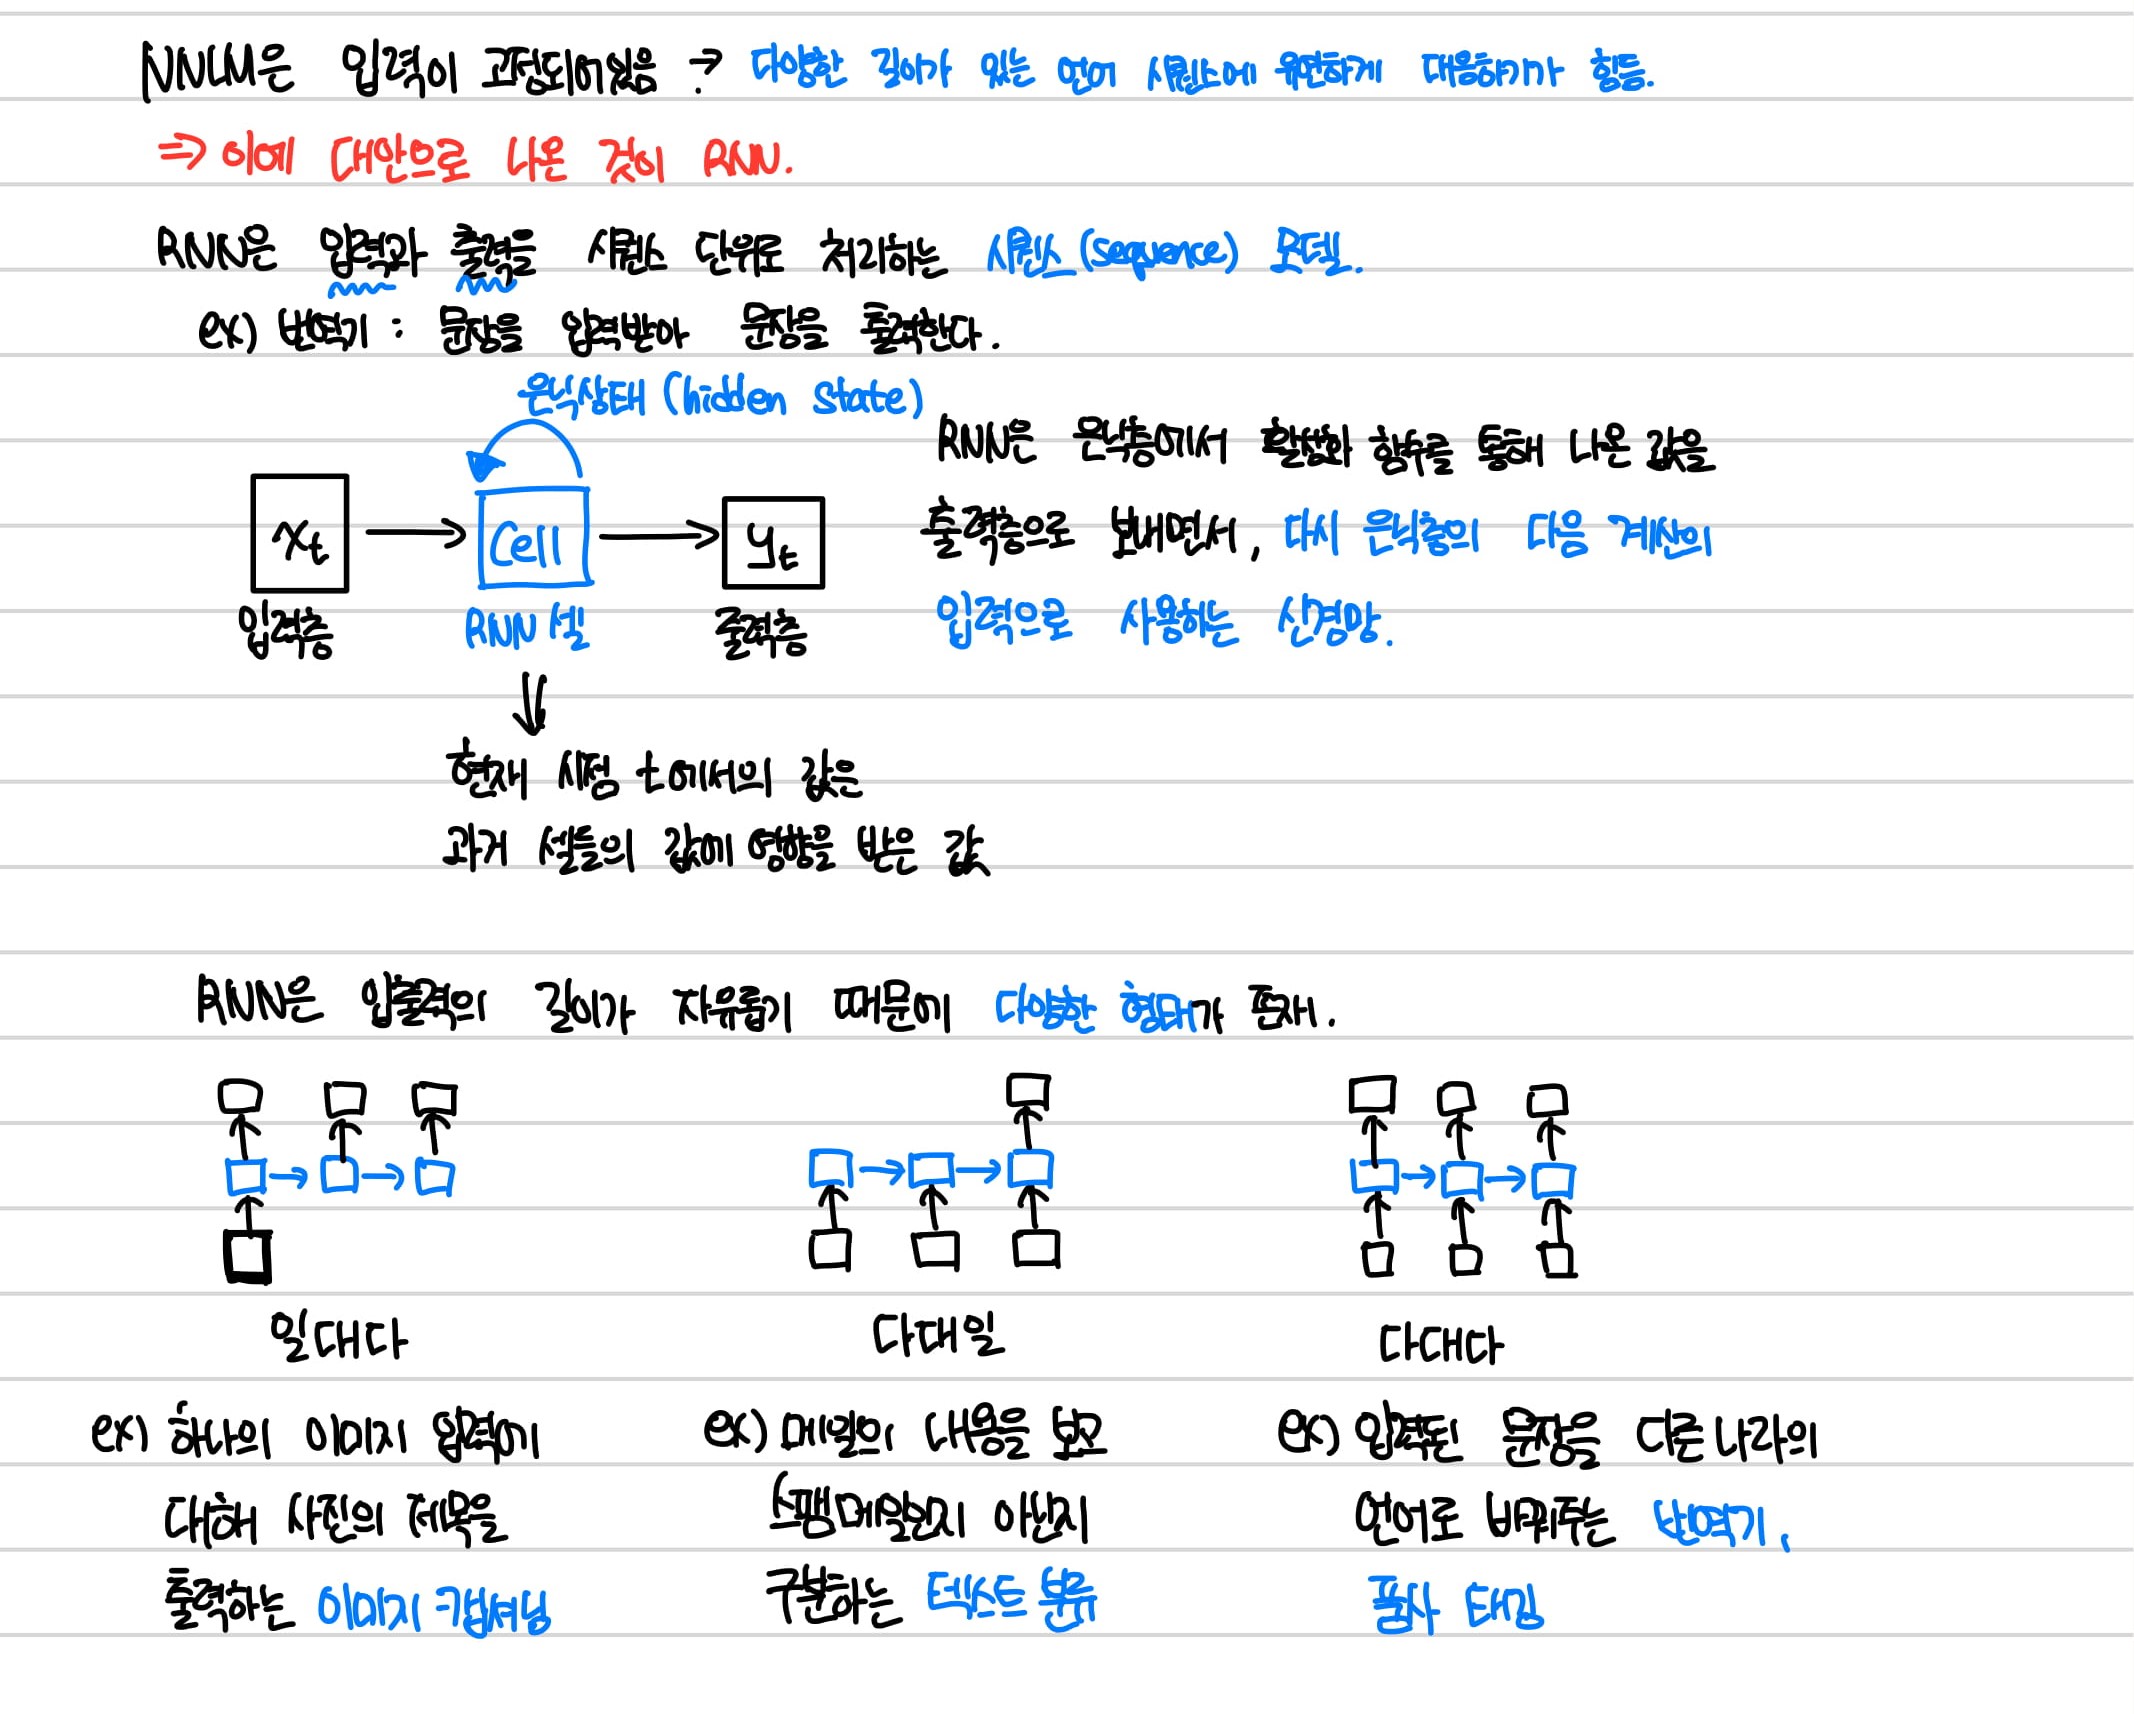 NNLM은 입력이 고정되어있음 → 다양한 길이가 있는 언어 시퀀스에 유연하게 대응하기가 힘듦.
⇒ 이에 대안으로 나온 것이 RNN.
RNN은 입력과 출력을 시퀀스 단위로 처리하는 시퀀스 (sequence) 모델.
ex) 번역기 : 문장을 입력받아 문장을 출력한다.
은닉상태 (hidden state)
RNN은 은닉층에서 활성화 함수를 통해 나온 값을
출력층으로 보내면서, 다시 은닉층의 다음 계산의
입력으로 사용하는 신경망.
xt
Cell
yt
입력층
RNN 셀
출력층
현재 시점 t에서의 값은
과거 셀들의 값에 영향을 받은 값
RNN은 입출력의 길이가 자유롭기 때문에 다양한 형태가 존재.
일대다
다대일
다대다
ex) 하나의 이미지 입력에
대해 사진의 제목을
출력하는 이미지 캡셔닝
ex) 메일의 내용을 보고
스팸메일인지 아닌지
구분하는 텍스트 분류
ex) 입력된 문장을 다른나라의
언어로 바꿔주는 번역기,
품사 태깅